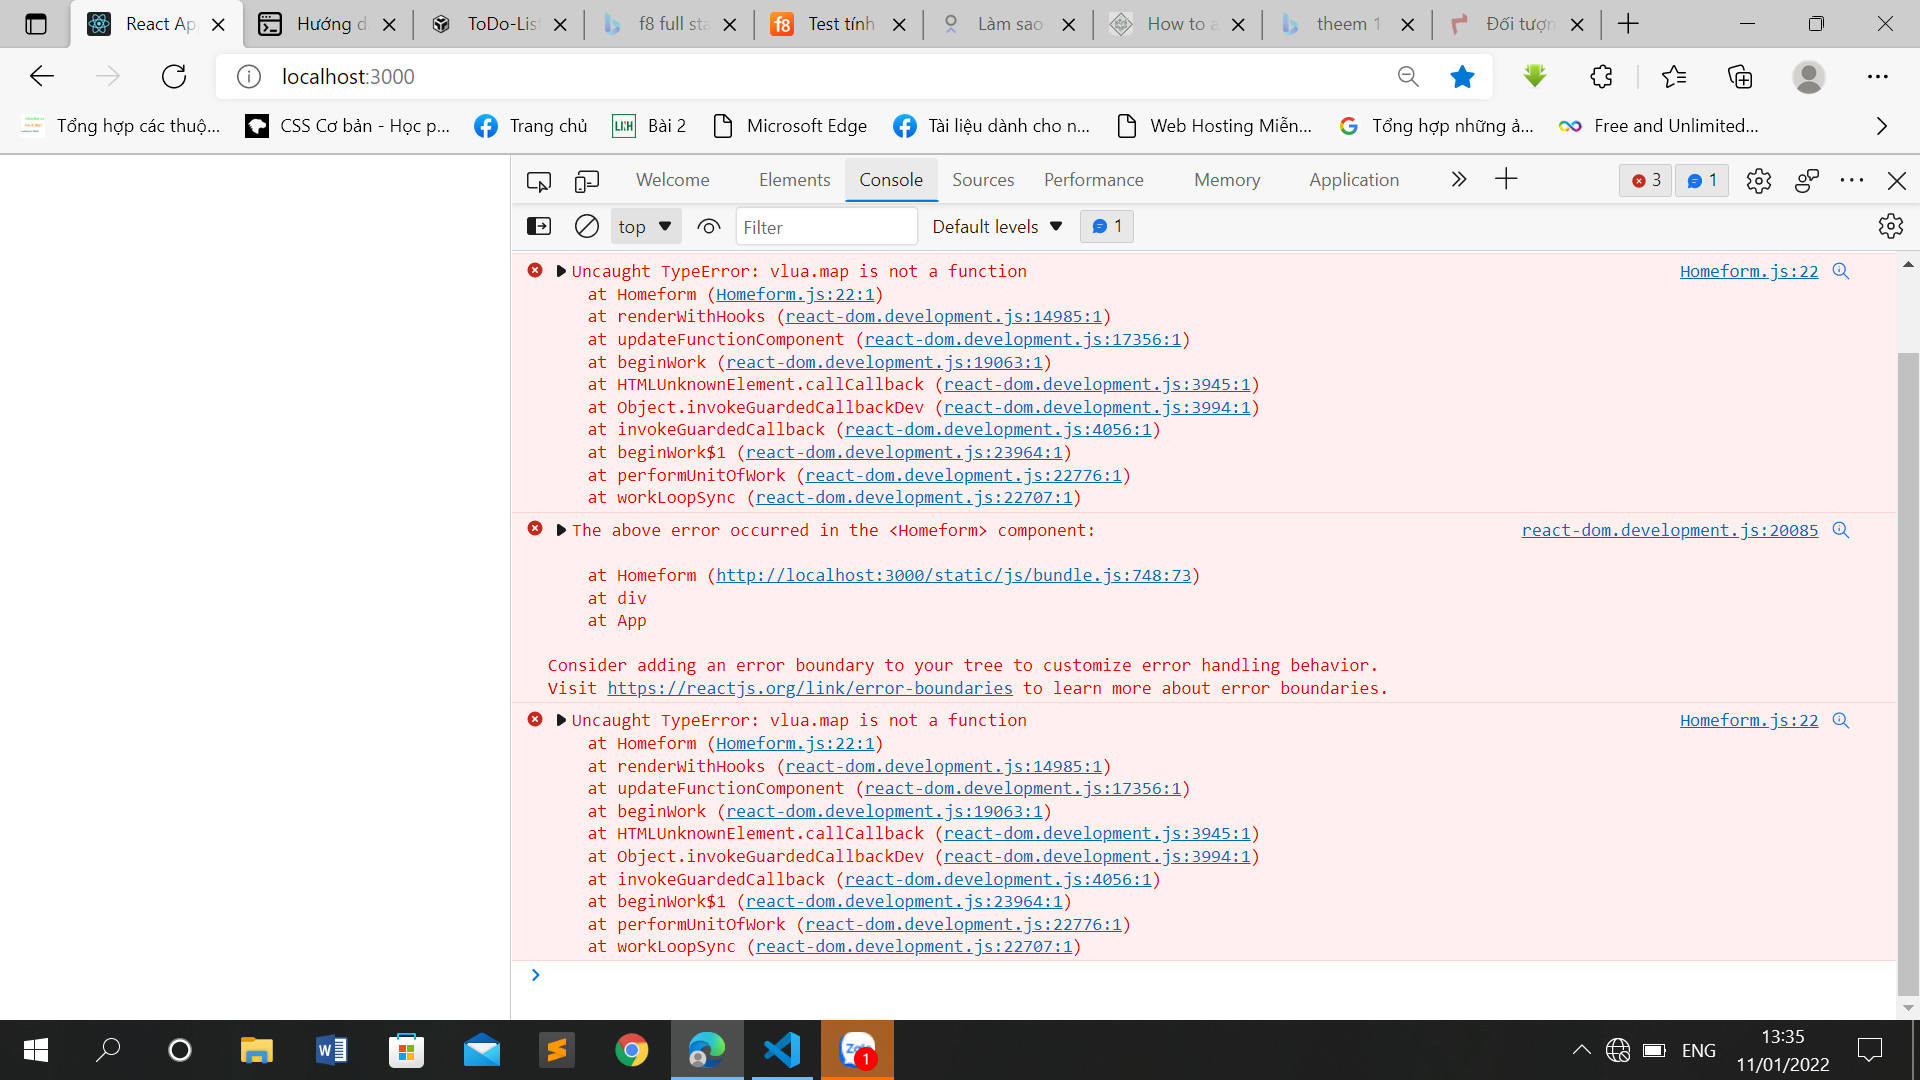 React Ap
Hướng d
ToDo-List
f8 full sta
f8
Test tính
Làm sao
How to a
theem 1
Đối tượn
localhost:3000
Tổng hợp các thuộ...
CSS Cơ bản - Học p...
Trang chủ
Bài 2
Microsoft Edge
Tài liệu dành cho n...
Web Hosting Miễn...
Tổng hợp những ả...
Free and Unlimited...
Welcome Elements Console Sources Performance Memory Application 3 1
top Filter Default levels 1
Uncaught TypeError: vlua.map is not a function Homeform.js:22
at Homeform (Homeform.js:22:1)
at renderWithHooks (react-dom.development.js:14985:1)
at updateFunctionComponent (react-dom.development.js:17356:1)
at beginWork (react-dom.development.js:19063:1)
at HTMLUnknownElement.callCallback (react-dom.development.js:3945:1)
at Object.invokeGuardedCallbackDev (react-dom.development.js:3994:1)
at invokeGuardedCallback (react-dom.development.js:4056:1)
at beginWork$1 (react-dom.development.js:23964:1)
at performUnitOfWork (react-dom.development.js:22776:1)
at workLoopSync (react-dom.development.js:22707:1)
The above error occurred in the <Homeform> component: react-dom.development.js:20085
at Homeform (http://localhost:3000/static/js/bundle.js:748:73)
at div
at App
Consider adding an error boundary to your tree to customize error handling behavior.
Visit https://reactjs.org/link/error-boundaries to learn more about error boundaries.
Uncaught TypeError: vlua.map is not a function Homeform.js:22
at Homeform (Homeform.js:22:1)
at renderWithHooks (react-dom.development.js:14985:1)
at updateFunctionComponent (react-dom.development.js:17356:1)
at beginWork (react-dom.development.js:19063:1)
at HTMLUnknownElement.callCallback (react-dom.development.js:3945:1)
at Object.invokeGuardedCallbackDev (react-dom.development.js:3994:1)
at invokeGuardedCallback (react-dom.development.js:4056:1)
at beginWork$1 (react-dom.development.js:23964:1)
at performUnitOfWork (react-dom.development.js:22776:1)
at workLoopSync (react-dom.development.js:22707:1)
1
ENG
13:35
11/01/2022